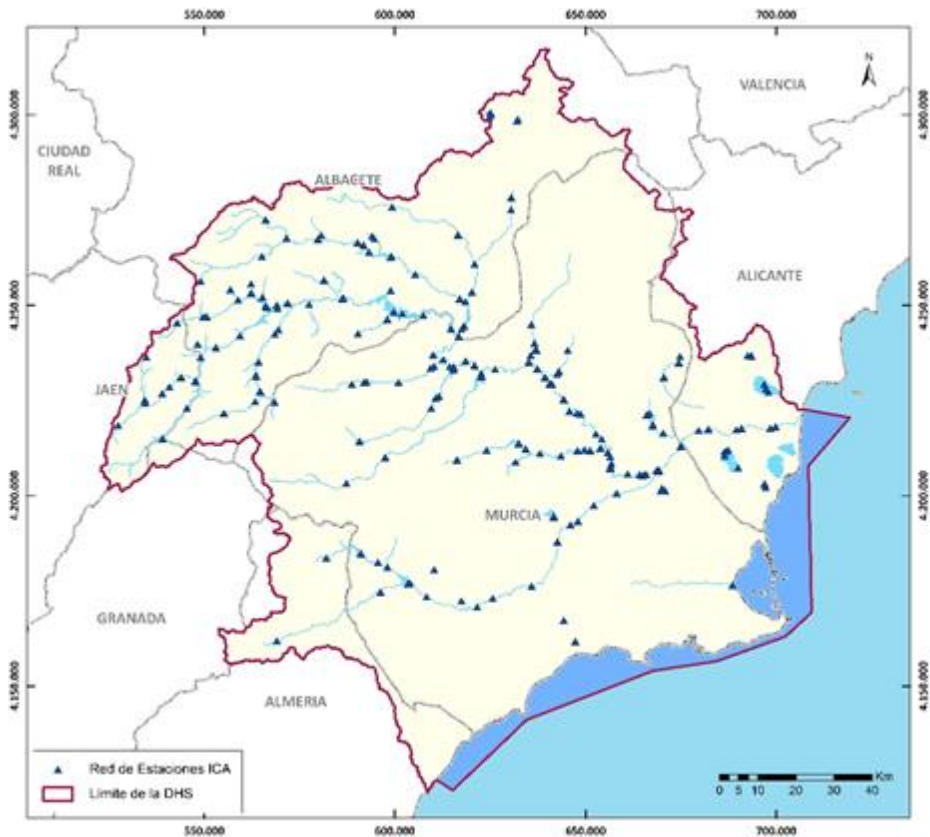 550.000 600.000 650.000 700.000
N
VALENCIA
4.300.000 4.300.000
CIUDAD
REAL
ALBACETE
ALICANTE
4.250.000 4.250.000
JAEN
4.200.000 4.200.000
MURCIA
GRANADA
4.150.000 4.150.000
ALMERIA
Red de Estaciones ICA
Límite de la DHS
Km
0 5 10 20 30 40
550.000 600.000 650.000 700.000